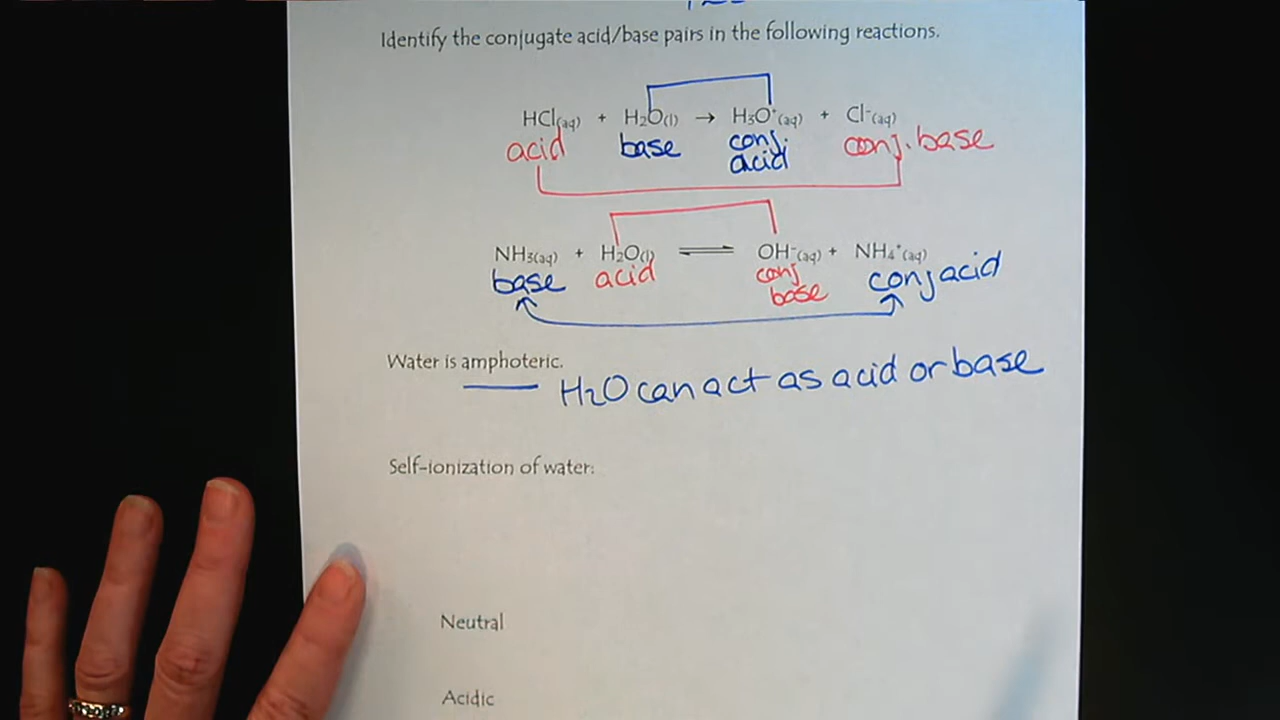 Identify the conjugate acid/base pairs in the following reactions.
HCl(aq) + H₂O(l) → H₃O⁺(aq) + Cl⁻(aq)
acid base conj. acid conj. base
NH₃(aq) + H₂O(l) ⇌ OH⁻(aq) + NH₄⁺(aq)
base acid conj base conj acid
Water is amphoteric.
H₂O can act as acid or base
Self-ionization of water:
Neutral
Acidic